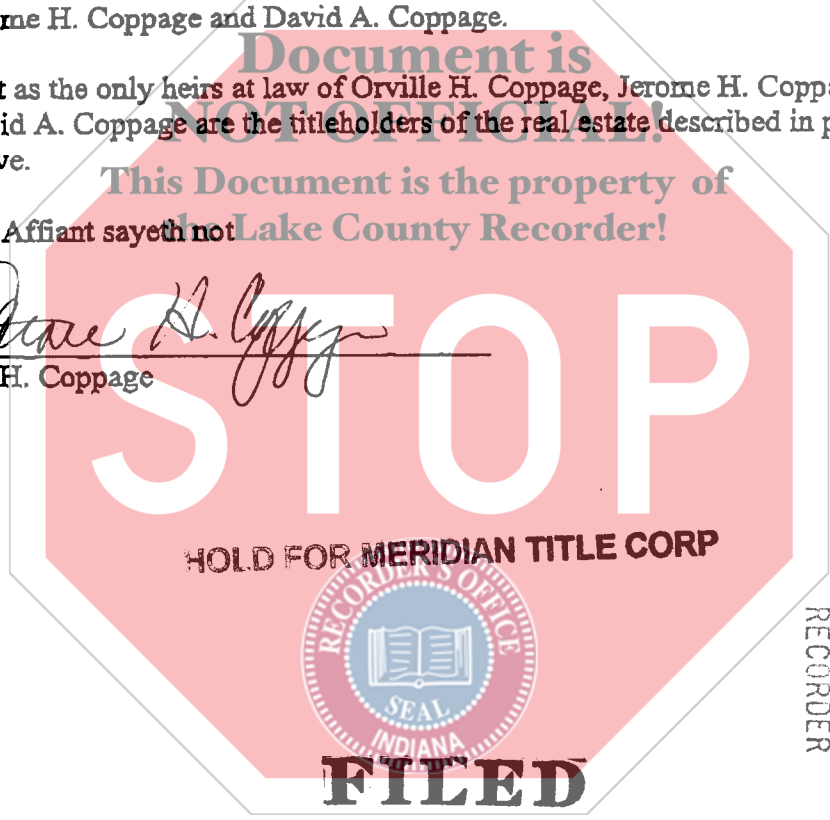 me H. Coppage and David A. Coppage.
Document is
t as the only heirs at law of Orville H. Coppage, Jerome H. Coppa
NOT OFFICIAL!
id A. Coppage are the titleholders of the real estate described in p
ve.
This Document is the property of
Affiant sayeth not
the Lake County Recorder!
H. Coppage
STOP
HOLD FOR MERIDIAN TITLE CORP
RECORDER'S OFFICE
SEAL
INDIANA
RECORDER
FILED